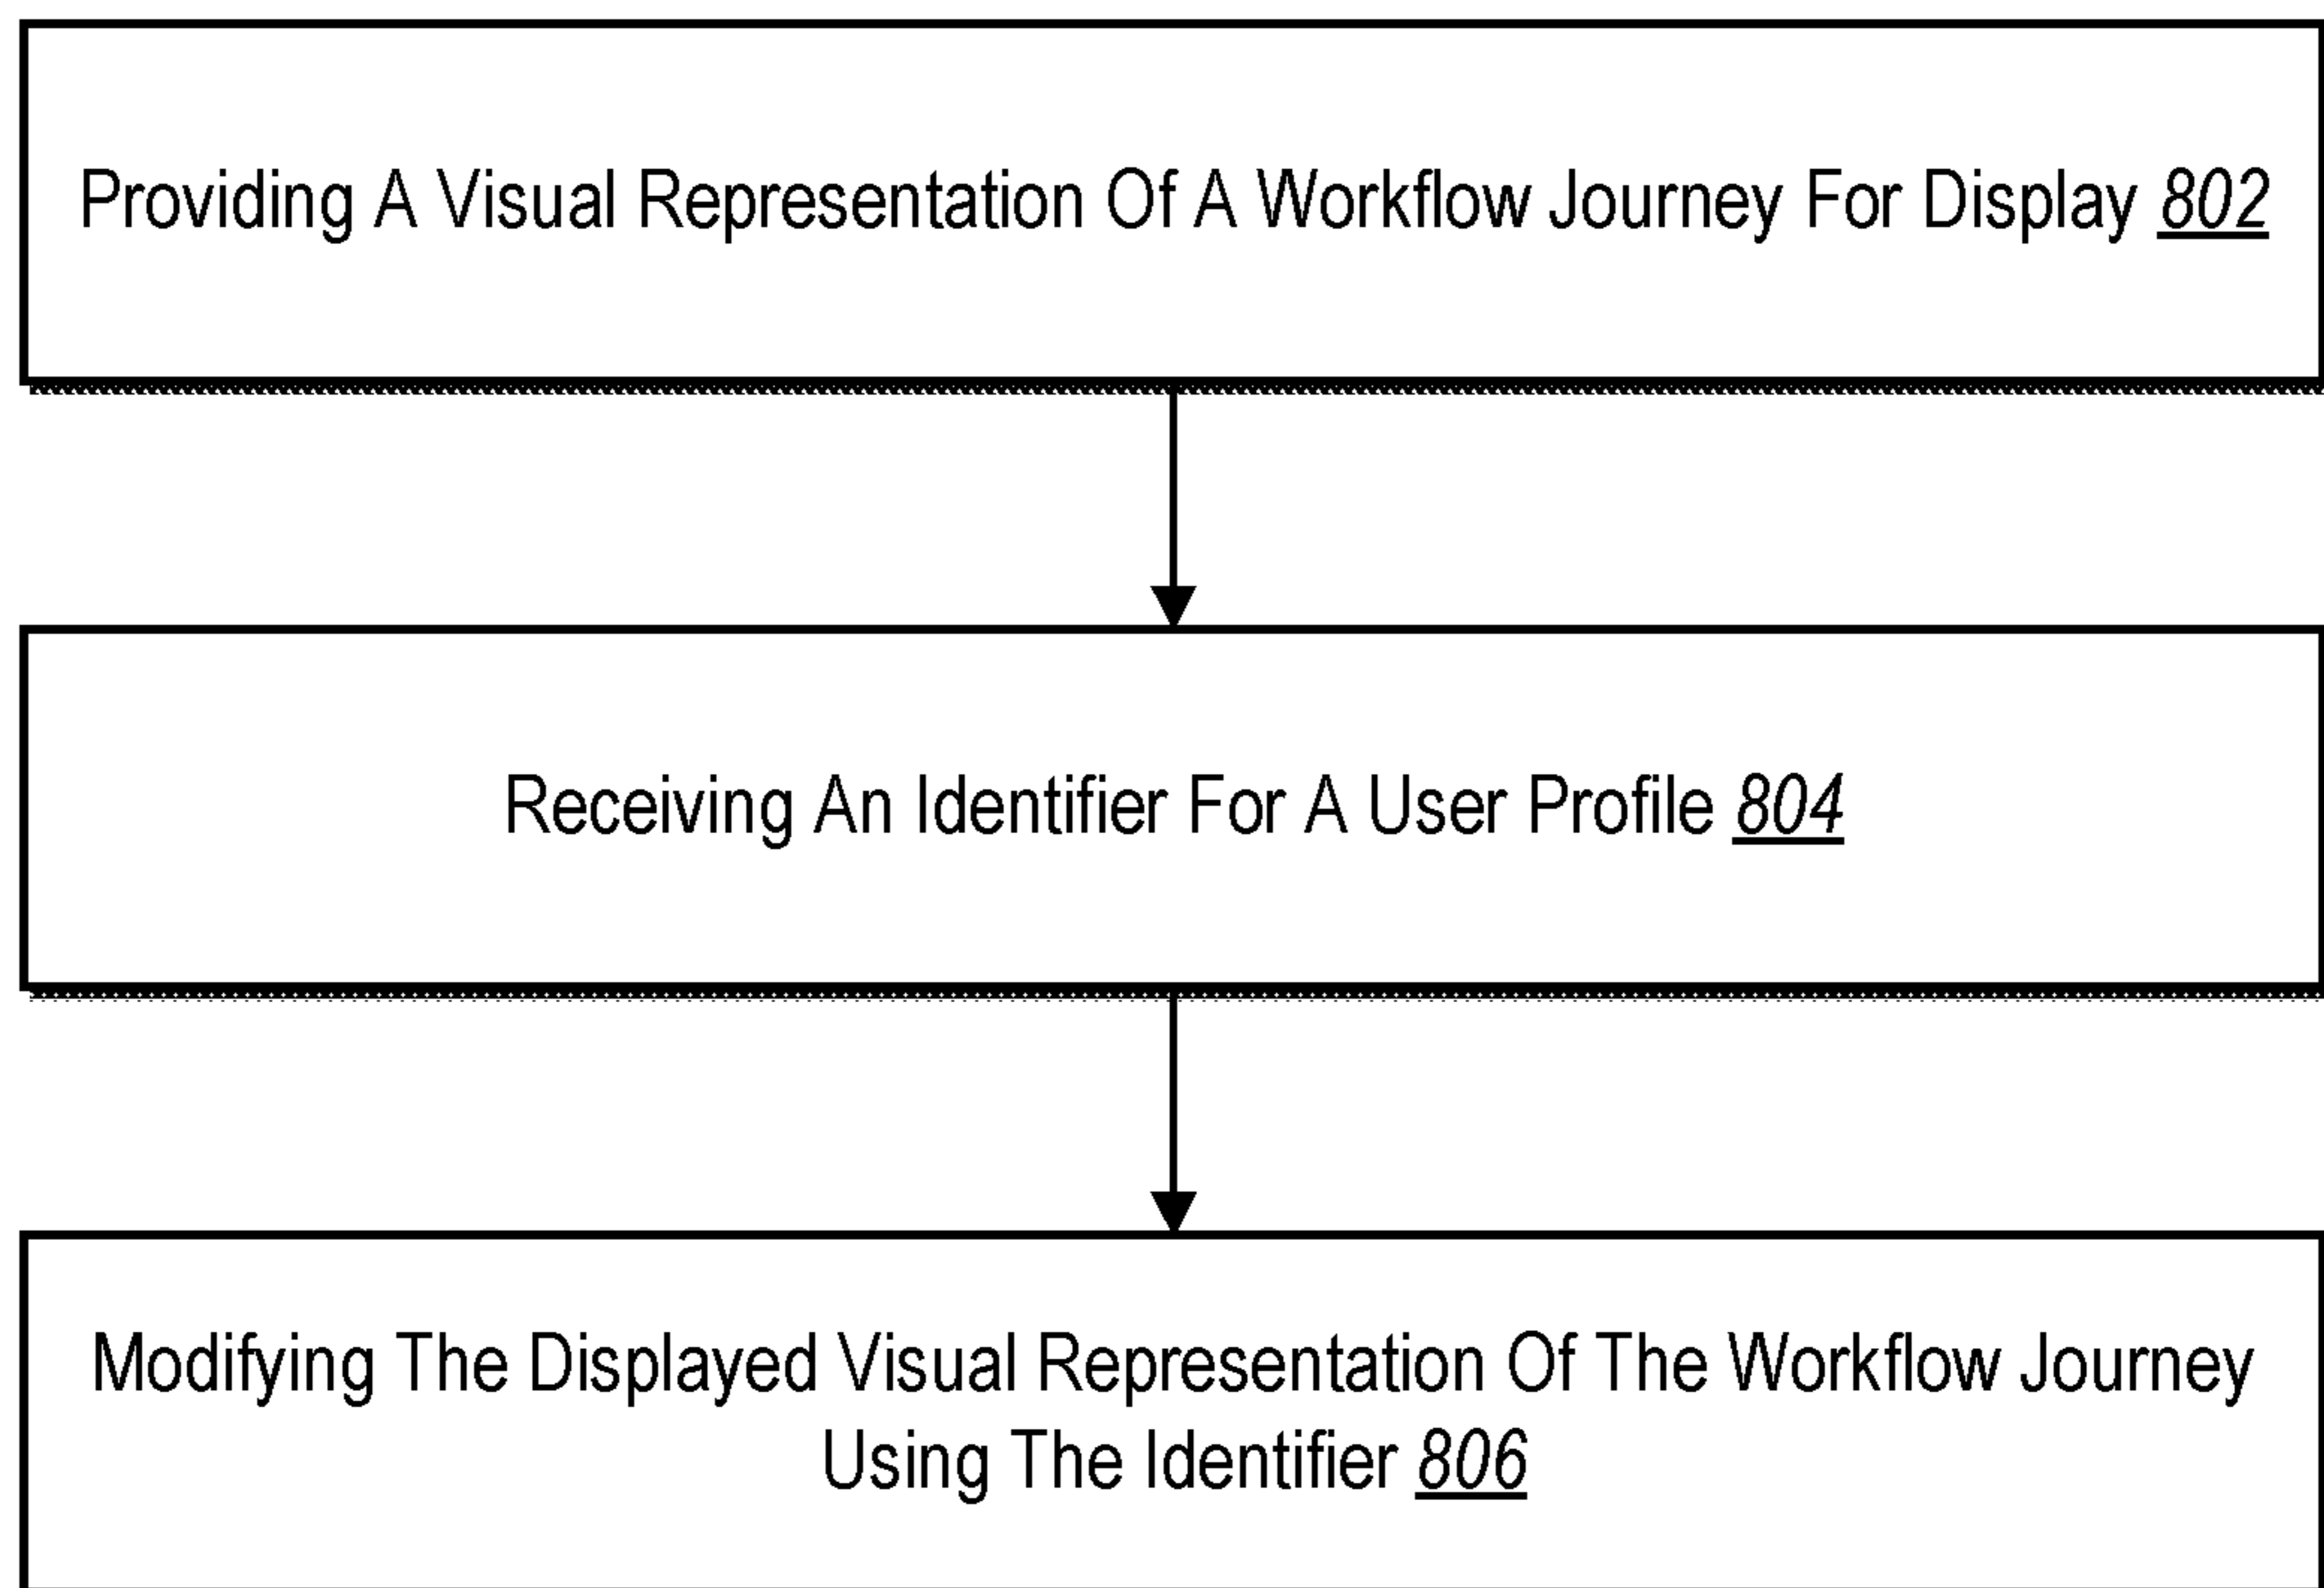 Providing A Visual Representation Of A Workflow Journey For Display 802
Receiving An Identifier For A User Profile 804
Modifying The Displayed Visual Representation Of The Workflow Journey
Using The Identifier 806